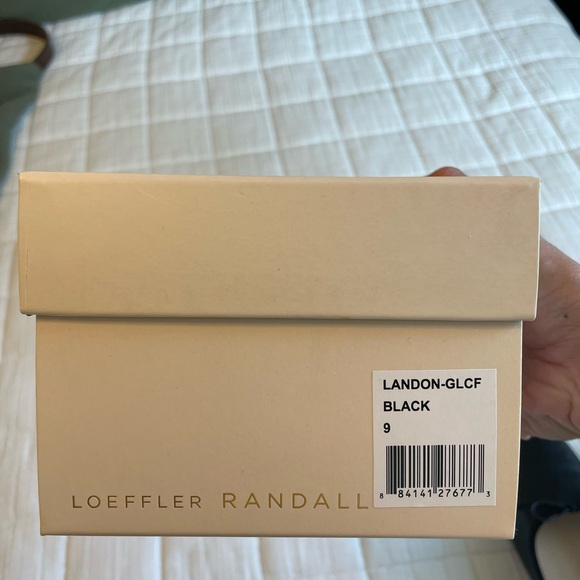 LANDON-GLCF
BLACK
9
8 84141 27677 3
LOEFFLER RANDALL